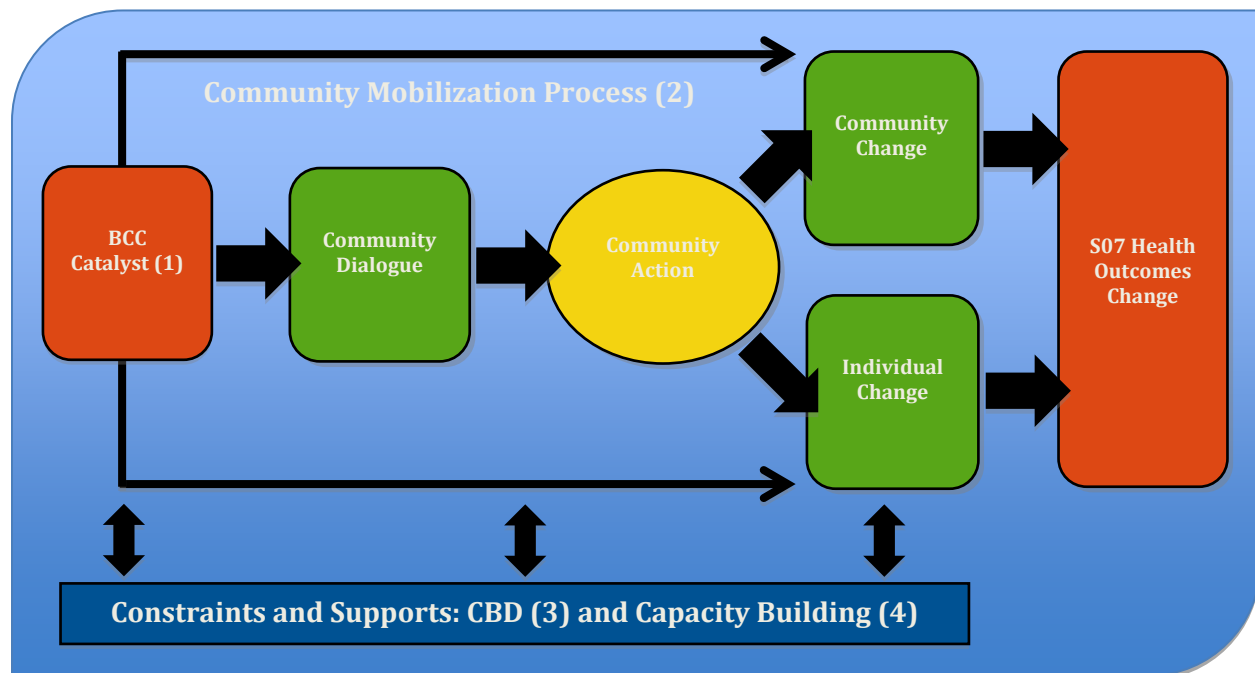 Community Mobilization Process (2)
BCC
Catalyst (1)
Community
Dialogue
Community
Action
Community
Change
Individual
Change
S07 Health
Outcomes
Change
Constraints and Supports: CBD (3) and Capacity Building (4)